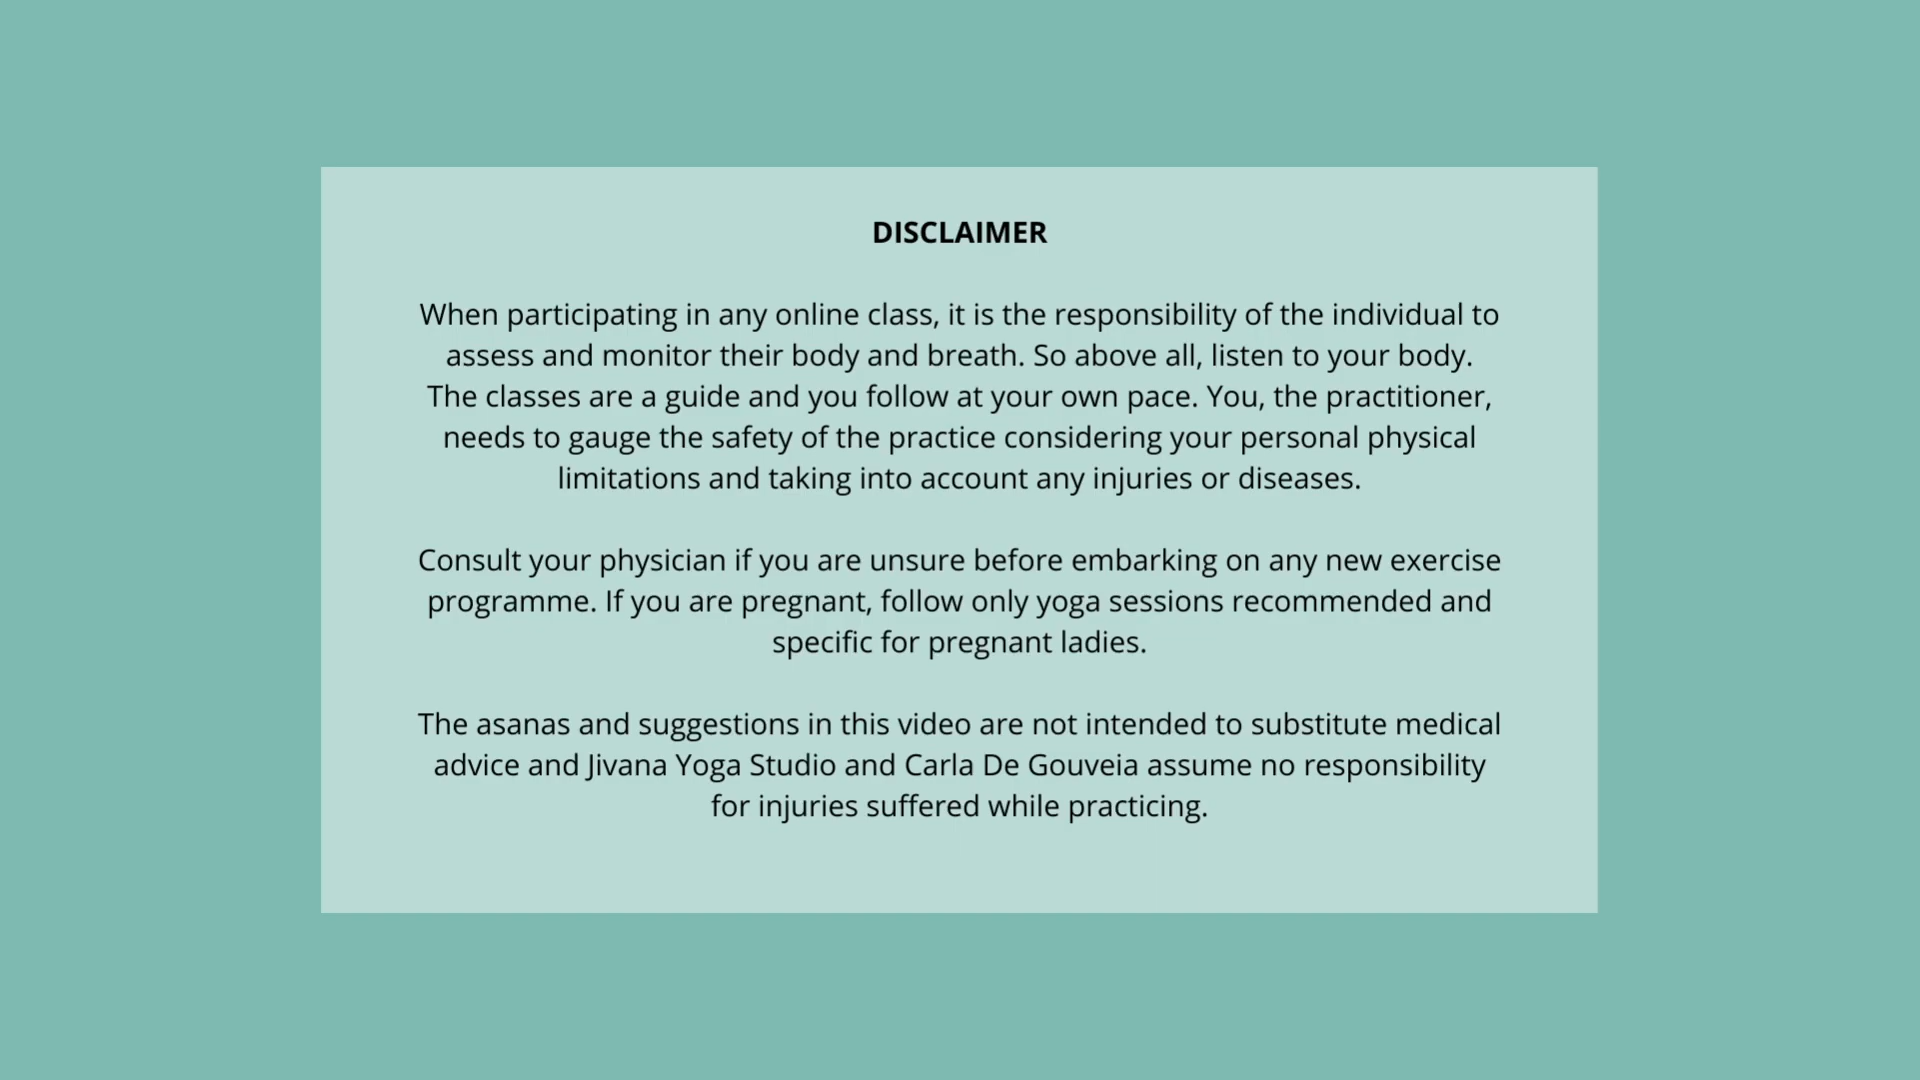 DISCLAIMER
When participating in any online class, it is the responsibility of the individual to
assess and monitor their body and breath. So above all, listen to your body.
The classes are a guide and you follow at your own pace. You, the practitioner,
needs to gauge the safety of the practice considering your personal physical
limitations and taking into account any injuries or diseases.
Consult your physician if you are unsure before embarking on any new exercise
programme. If you are pregnant, follow only yoga sessions recommended and
specific for pregnant ladies.
The asanas and suggestions in this video are not intended to substitute medical
advice and Jivana Yoga Studio and Carla De Gouveia assume no responsibility
for injuries suffered while practicing.